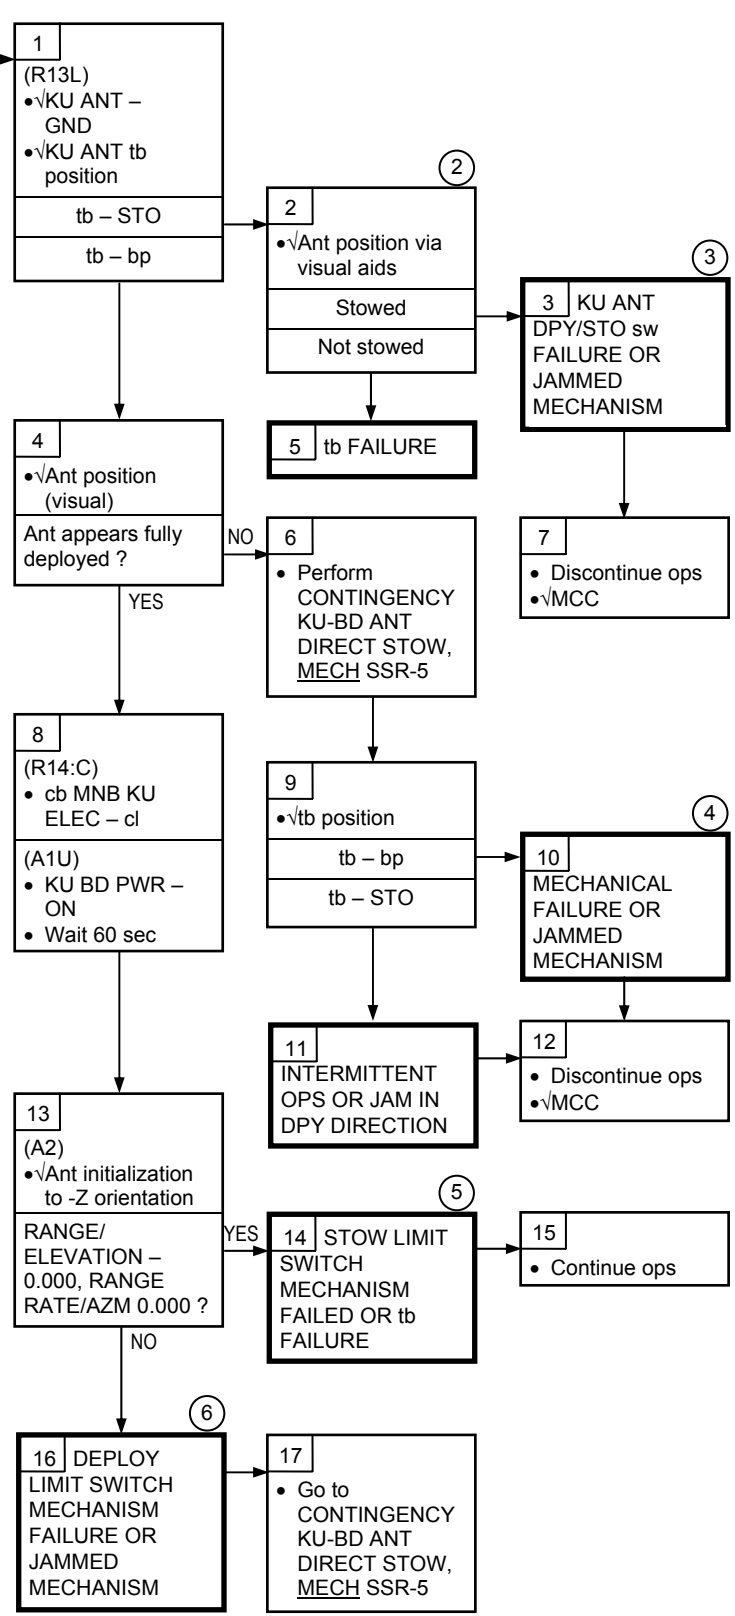 1
(R13L)
•√KU ANT –
GND
•√KU ANT tb
position
tb – STO
tb – bp
2
2
•√Ant position via
visual aids
Stowed
Not stowed
3
3 KU ANT
DPY/STO sw
FAILURE OR
JAMMED
MECHANISM
4
•√Ant position
(visual)
Ant appears fully
deployed ?
NO
YES
5 tb FAILURE
6
• Perform
CONTINGENCY
KU-BD ANT
DIRECT STOW,
MECH SSR-5
7
• Discontinue ops
•√MCC
8
(R14:C)
• cb MNB KU
ELEC – cl
(A1U)
• KU BD PWR –
ON
• Wait 60 sec
9
•√tb position
tb – bp
tb – STO
4
10
MECHANICAL
FAILURE OR
JAMMED
MECHANISM
11
INTERMITTENT
OPS OR JAM IN
DPY DIRECTION
12
• Discontinue ops
•√MCC
13
(A2)
•√Ant initialization
to -Z orientation
RANGE/
ELEVATION –
0.000, RANGE
RATE/AZM 0.000 ?
YES
NO
5
14 STOW LIMIT
SWITCH
MECHANISM
FAILED OR tb
FAILURE
15
• Continue ops
6
16 DEPLOY
LIMIT SWITCH
MECHANISM
FAILURE OR
JAMMED
MECHANISM
17
• Go to
CONTINGENCY
KU-BD ANT
DIRECT STOW,
MECH SSR-5